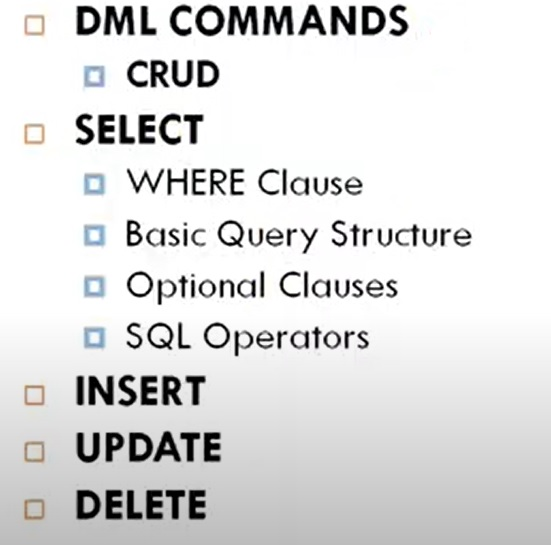 DML COMMANDS
CRUD
SELECT
WHERE Clause
Basic Query Structure
Optional Clauses
SQL Operators
INSERT
UPDATE
DELETE